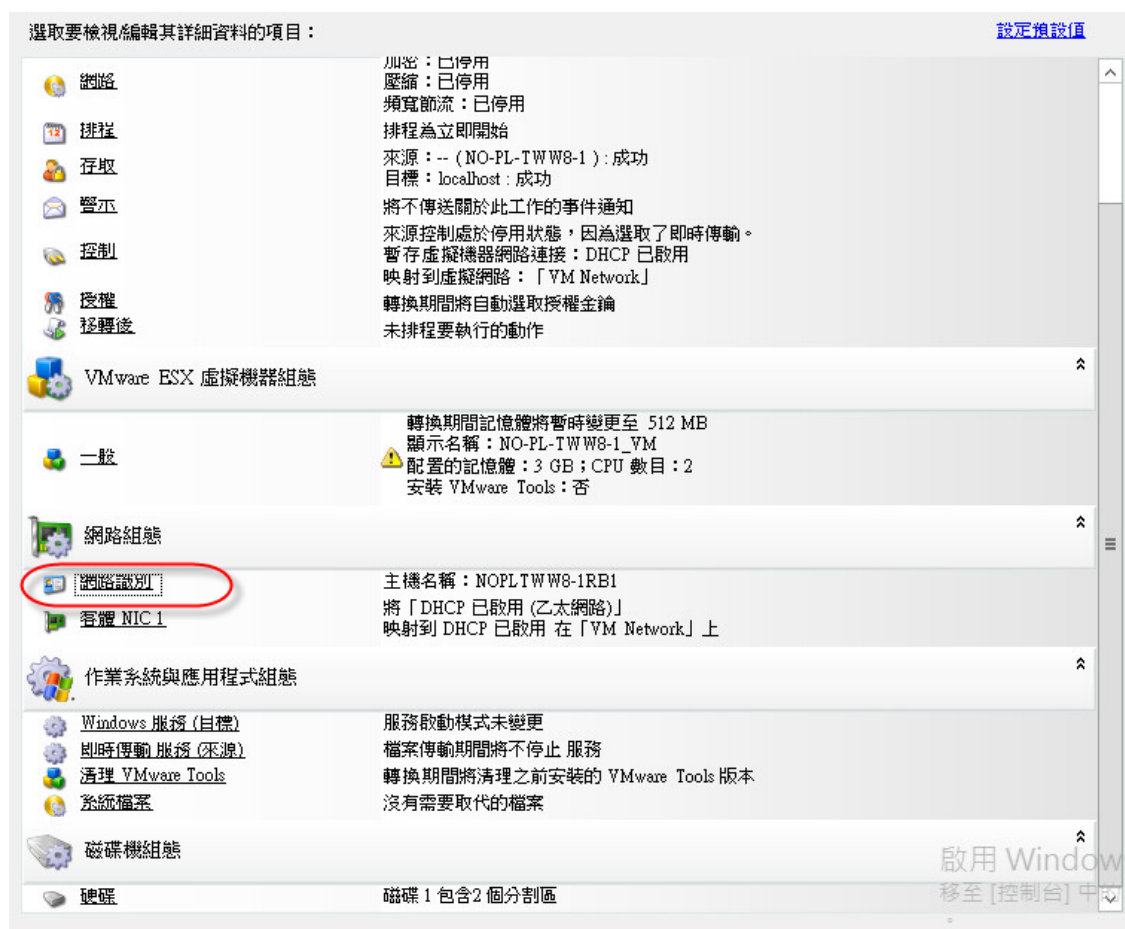 選取要檢視/編輯其詳細資料的項目：
設定預設值
加密：已停用
網路
壓縮：已停用
頻寬節流：已停用
排程
排程為立即開始
存取
來源：-- ( NO-PL-TWW8-1 ) : 成功
目標：localhost : 成功
警示
將不傳送關於此工作的事件通知
控制
來源控制處於停用狀態，因為選取了即時傳輸。
暫存虛擬機器網路連接：DHCP 已啟用
映射到虛擬網路：「VM Network」
授權
轉換期間將自動選取授權金鑰
移轉後
未排程要執行的動作
VMware ESX 虛擬機器組態
一般
轉換期間記憶體將暫時變更至 512 MB
顯示名稱：NO-PL-TWW8-1_VM
配置的記憶體：3 GB；CPU 數目：2
安裝 VMware Tools：否
網路組態
網路識別
主機名稱：NOPLTWW8-1RB1
客體 NIC 1
將「DHCP 已啟用 (乙太網路)」
映射到 DHCP 已啟用 在「VM Network」上
作業系統與應用程式組態
Windows 服務 (目標)
服務啟動模式未變更
即時傳輸 服務 (來源)
檔案傳輸期間將不停止 服務
清理 VMware Tools
轉換期間將清理之前安裝的 VMware Tools 版本
系統檔案
沒有需要取代的檔案
磁碟機組態
啟用 Window
移至 [控制台] 中
硬碟
磁碟 1 包含2 個分割區